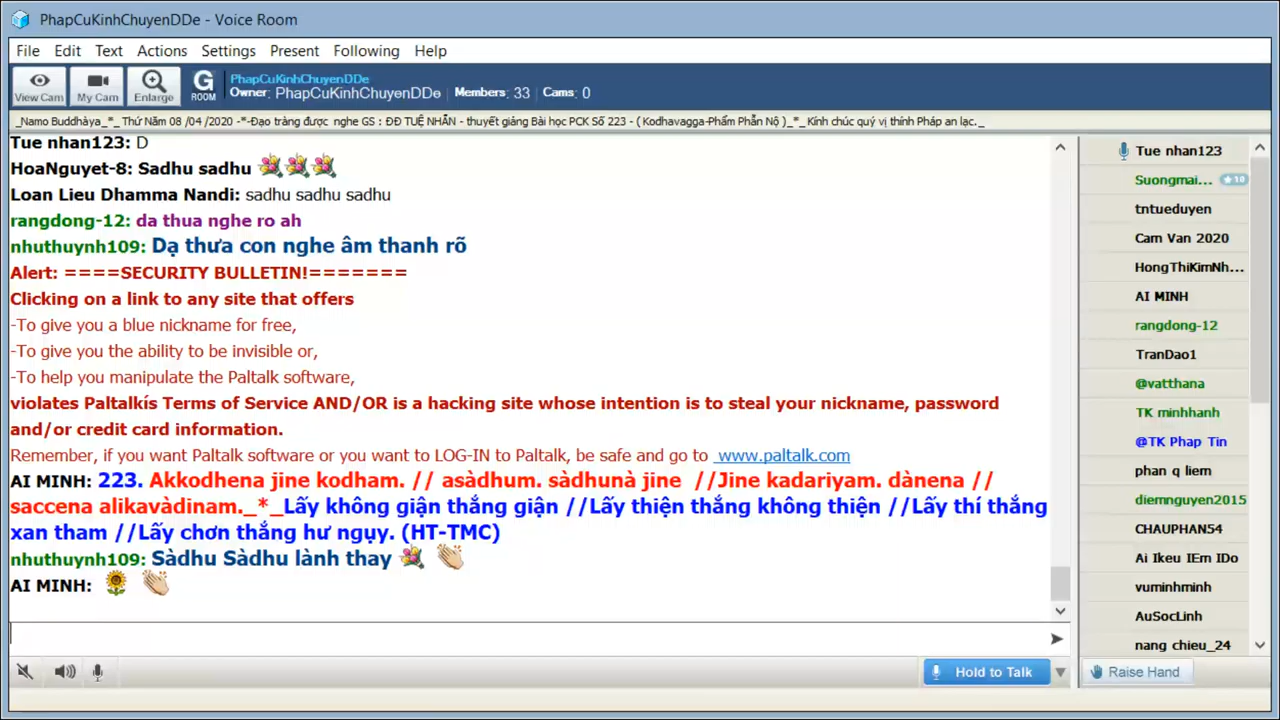 PhapCuKinhChuyenDDe - Voice Room
File Edit Text Actions Settings Present Following Help
View Cam My Cam Enlarge G ROOM
PhapCuKinhChuyenDDe
Owner: PhapCuKinhChuyenDDe Members: 33 Cams: 0
_Namo Buddhàya_*_ Thứ Năm 08 /04 /2020 -*-Đạo tràng được nghe GS : ĐĐ TUỆ NHẪN - thuyết giảng Bài học PCK Số 223 - ( Kodhavagga-Phẩm Phẫn Nộ )_*_Kính chúc quý vị thính Pháp an lạc._
Tue nhan123: D
HoaNguyet-8: Sadhu sadhu
Loan Lieu Dhamma Nandi: sadhu sadhu sadhu
rangdong-12: da thua nghe ro ah
nhuthuynh109: Dạ thưa con nghe âm thanh rõ
Alert: ====SECURITY BULLETIN!=======
Clicking on a link to any site that offers
-To give you a blue nickname for free,
-To give you the ability to be invisible or,
-To help you manipulate the Paltalk software,
violates Paltalkís Terms of Service AND/OR is a hacking site whose intention is to steal your nickname, password
and/or credit card information.
Remember, if you want Paltalk software or you want to LOG-IN to Paltalk, be safe and go to www.paltalk.com
AI MINH: 223. Akkodhena jine kodham. // asàdhum. sàdhunà jine //Jine kadariyam. dànena //
saccena alikavàdinam._*_Lấy không giận thắng giận //Lấy thiện thắng không thiện //Lấy thí thắng
xan tham //Lấy chơn thắng hư ngụy. (HT-TMC)
nhuthuynh109: Sàdhu Sàdhu lành thay
AI MINH:
Hold to Talk
Tue nhan123
Suongmai... 10
tntueduyen
Cam Van 2020
HongThiKimNh...
AI MINH
rangdong-12
TranDao1
@vatthana
TK minhhanh
@TK Phap Tin
phan q liem
diemnguyen2015
CHAUPHAN54
Ai Ikeu IEm IDo
vuminhminh
AuSocLinh
nang chieu_24
Raise Hand